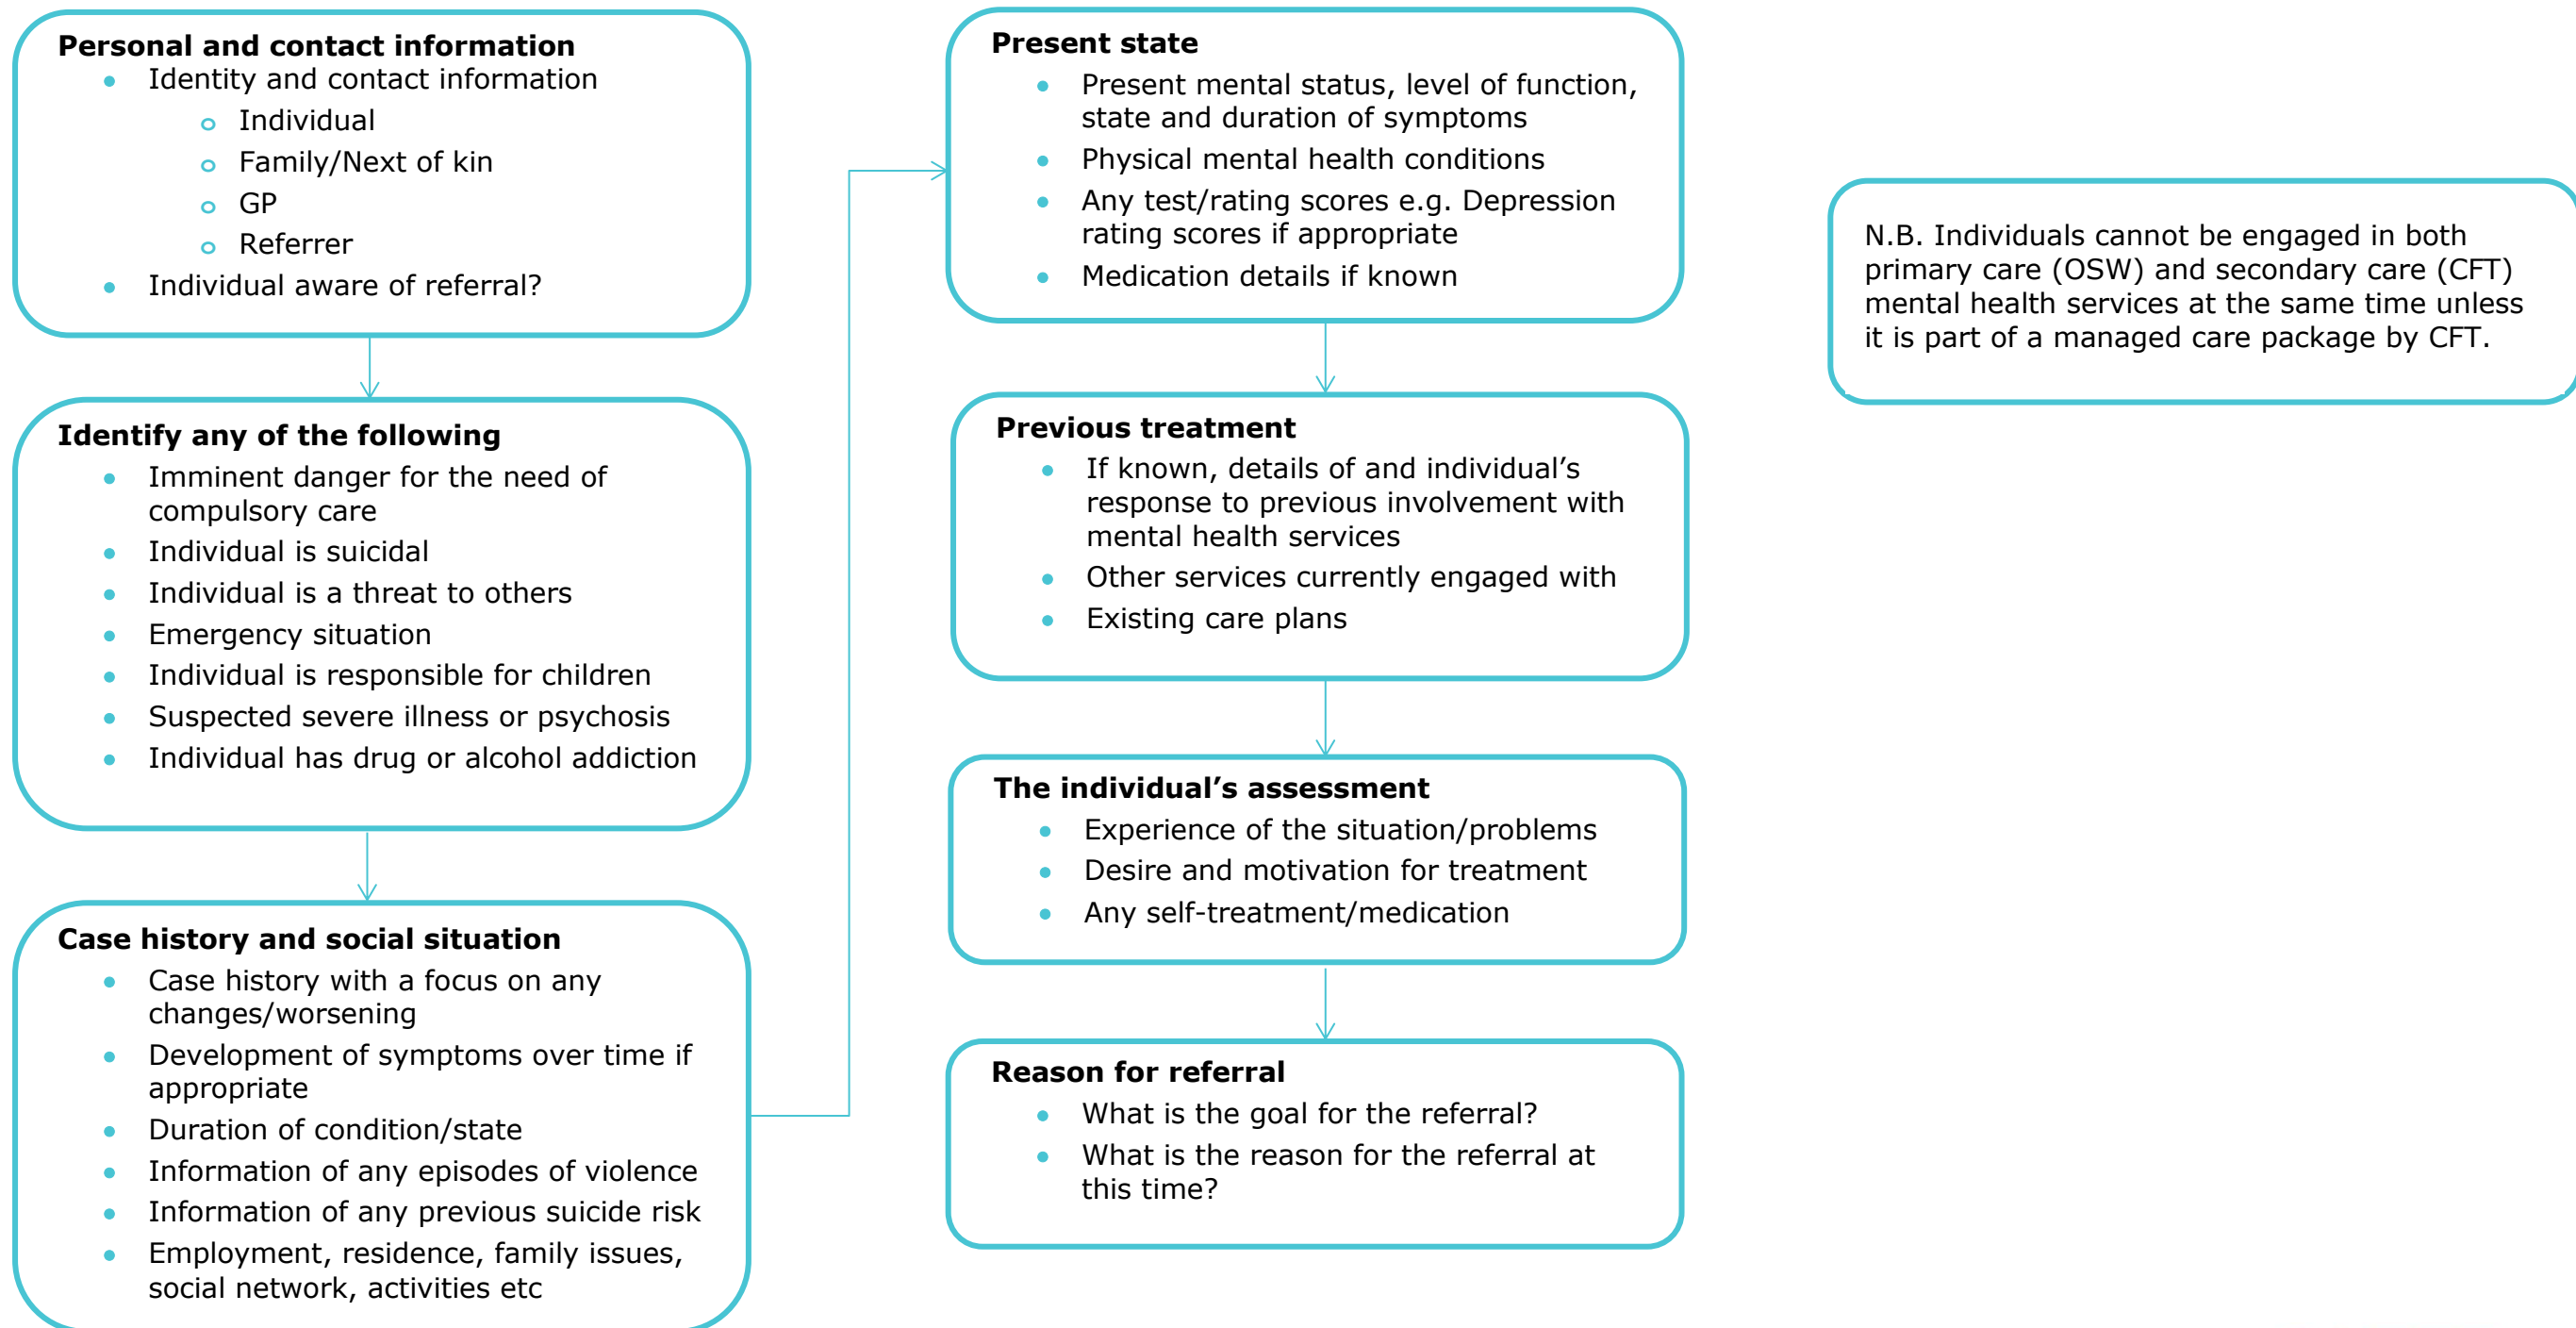 Personal and contact information
• Identity and contact information
o Individual
o Family/Next of kin
o GP
o Referrer
• Individual aware of referral?
Identify any of the following
• Imminent danger for the need of
compulsory care
• Individual is suicidal
• Individual is a threat to others
• Emergency situation
• Individual is responsible for children
• Suspected severe illness or psychosis
• Individual has drug or alcohol addiction
Case history and social situation
• Case history with a focus on any
changes/worsening
• Development of symptoms over time if
appropriate
• Duration of condition/state
• Information of any episodes of violence
• Information of any previous suicide risk
• Employment, residence, family issues,
social network, activities etc
Present state
• Present mental status, level of function,
state and duration of symptoms
• Physical mental health conditions
• Any test/rating scores e.g. Depression
rating scores if appropriate
• Medication details if known
Previous treatment
• If known, details of and individual’s
response to previous involvement with
mental health services
• Other services currently engaged with
• Existing care plans
The individual’s assessment
• Experience of the situation/problems
• Desire and motivation for treatment
• Any self-treatment/medication
Reason for referral
• What is the goal for the referral?
• What is the reason for the referral at
this time?
N.B. Individuals cannot be engaged in both
primary care (OSW) and secondary care (CFT)
mental health services at the same time unless
it is part of a managed care package by CFT.